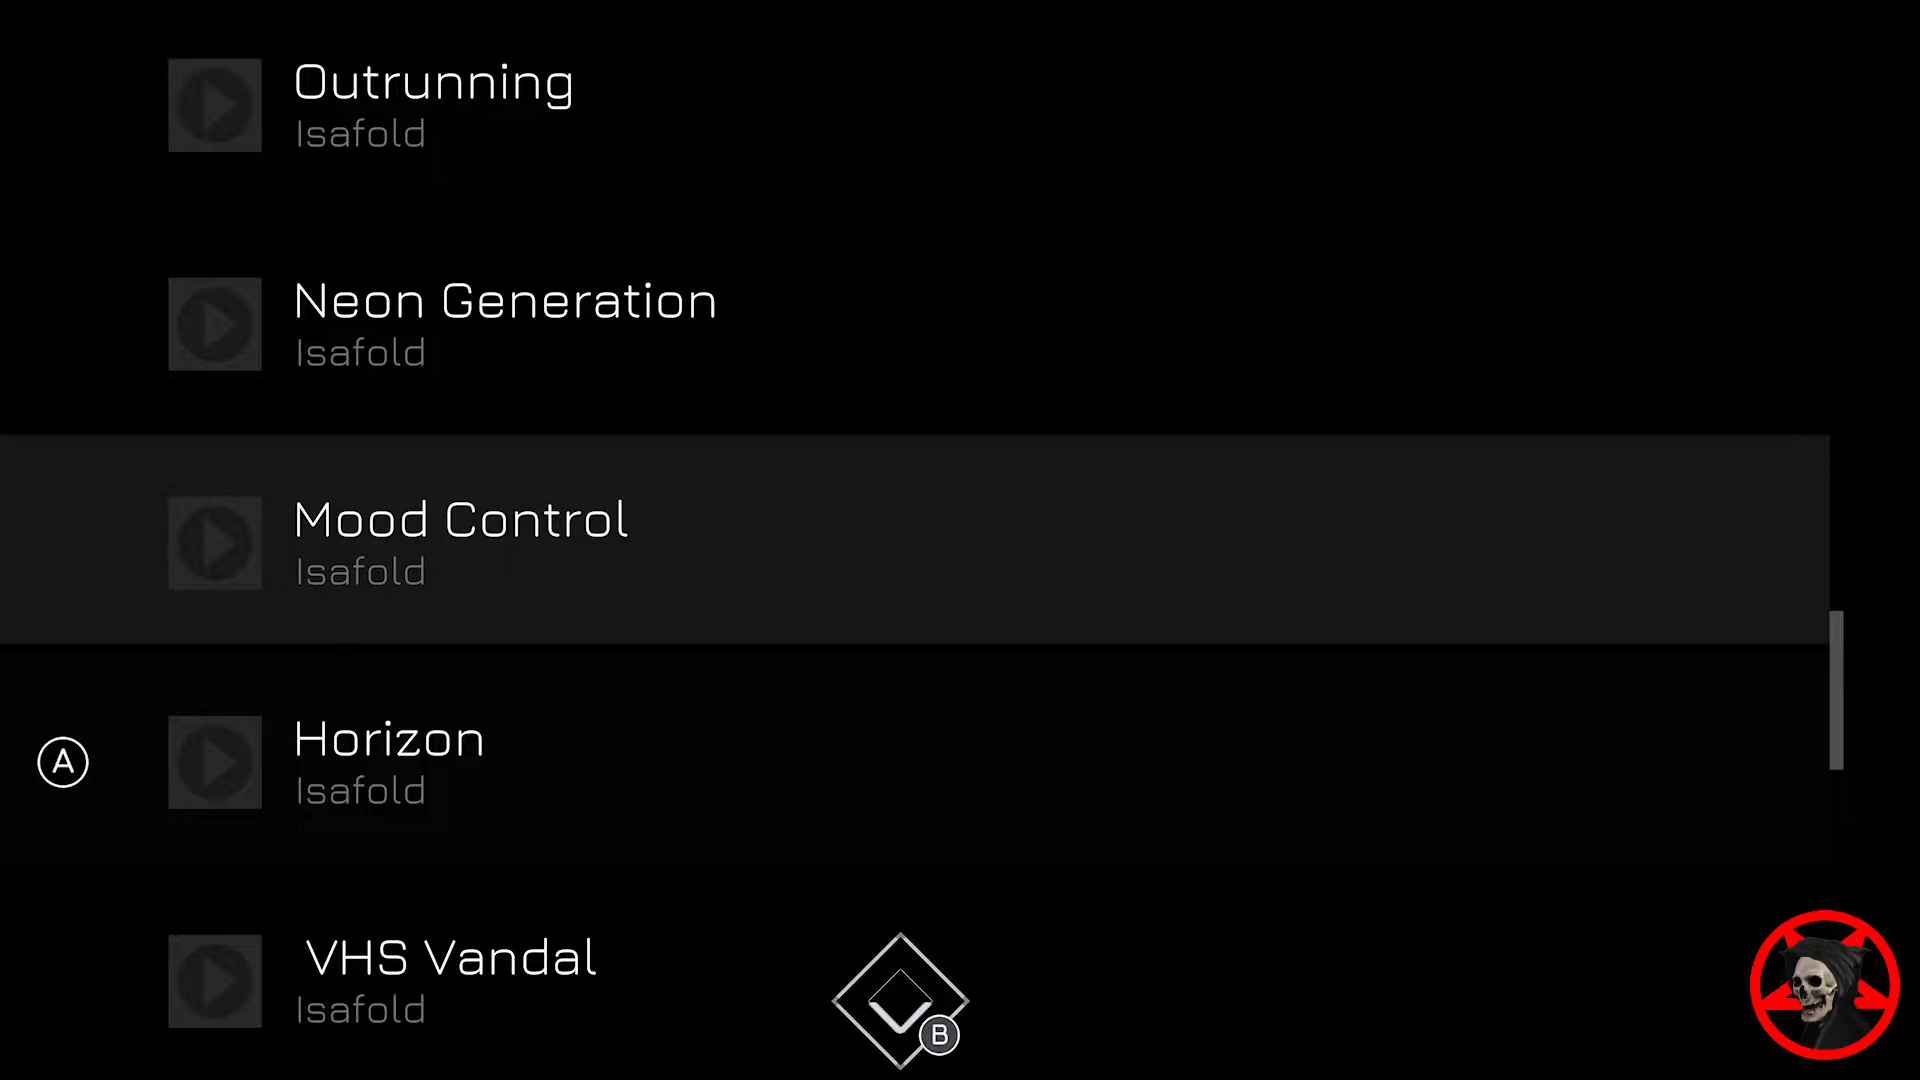 Outrunning
Isafold
Neon Generation
Isafold
Mood Control
Isafold
A
Horizon
Isafold
VHS Vandal
Isafold
B